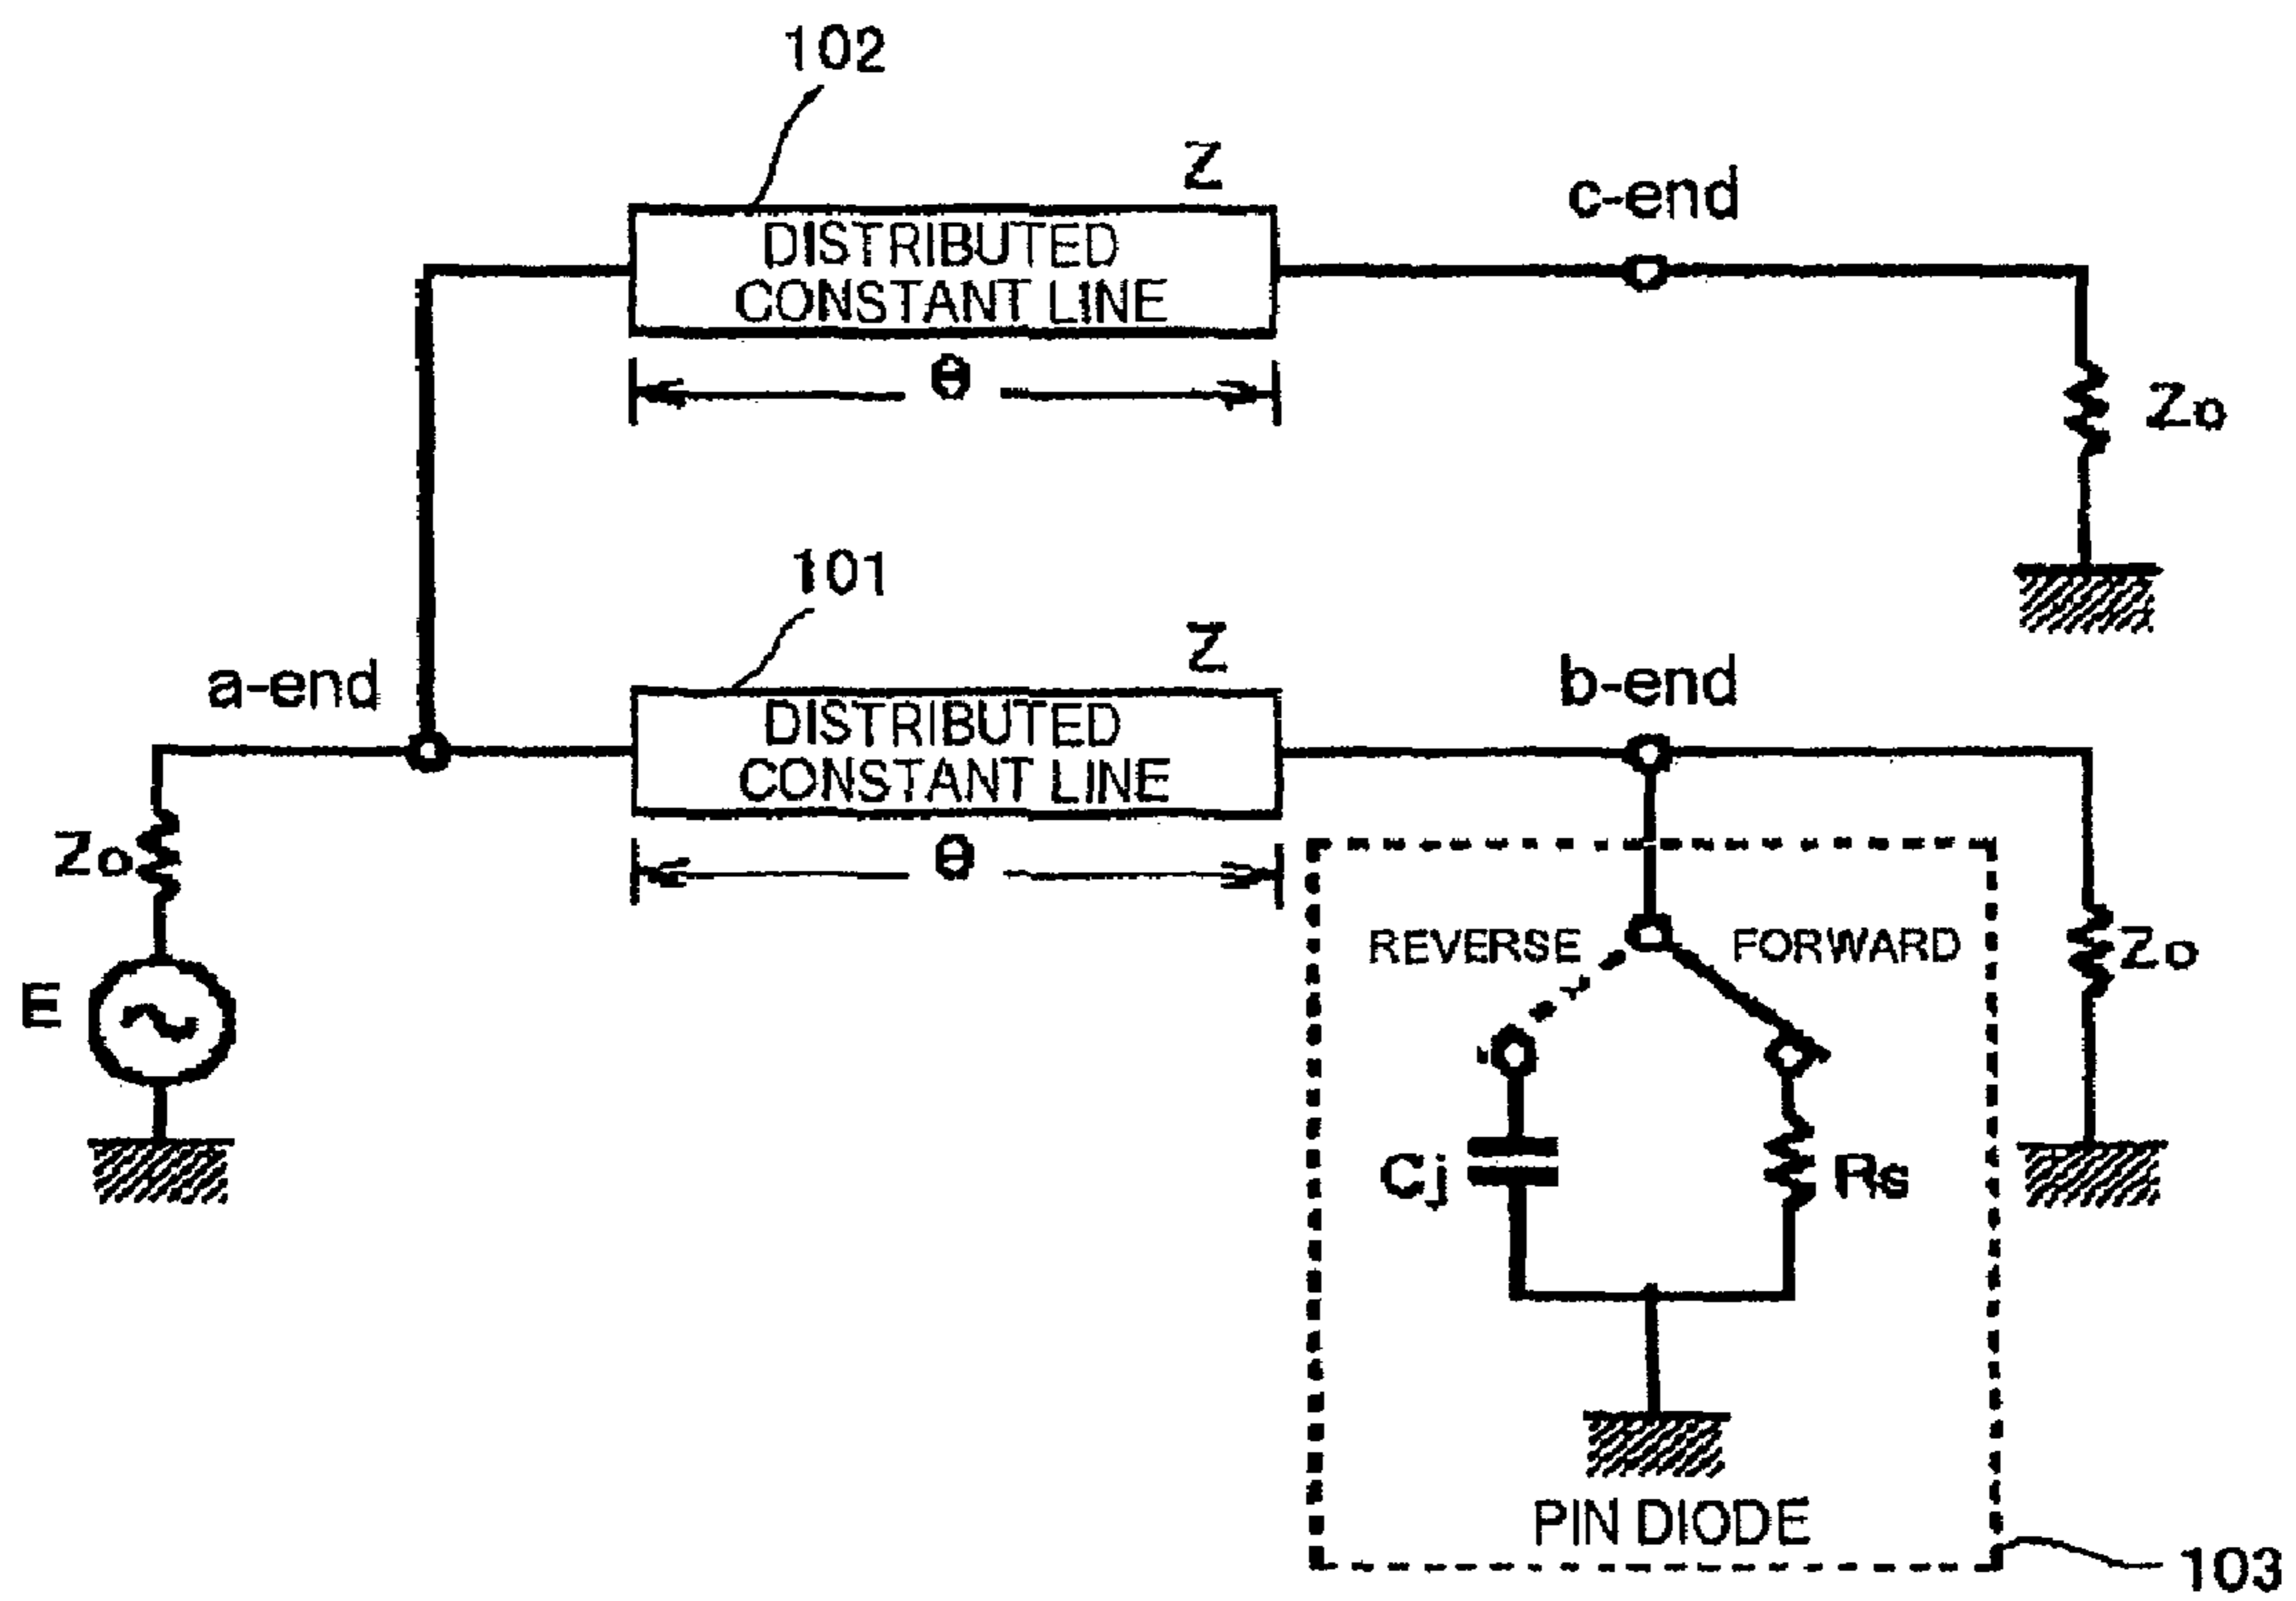 102
Z
c-end
DISTRIBUTED
CONSTANT LINE
θ
Zo
101
Z
a-end
b-end
DISTRIBUTED
CONSTANT LINE
θ
Zo
REVERSE
FORWARD
Zo
E
Cj
Rs
PIN DIODE
103